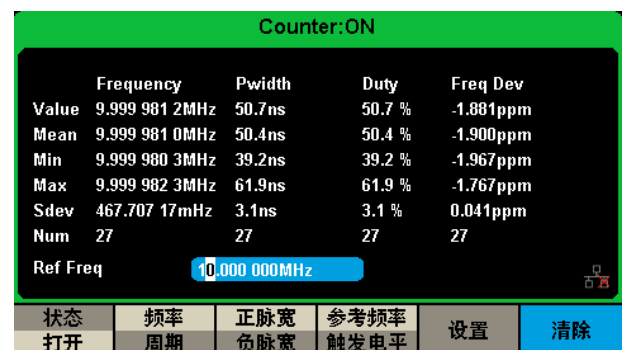 Counter:ON
Frequency Pwidth Duty Freq Dev
Value 9.999 981 2MHz 50.7ns 50.7 % -1.881ppm
Mean 9.999 981 0MHz 50.4ns 50.4 % -1.900ppm
Min 9.999 980 3MHz 39.2ns 39.2 % -1.967ppm
Max 9.999 982 3MHz 61.9ns 61.9 % -1.767ppm
Sdev 467.707 17mHz 3.1ns 3.1 % 0.041ppm
Num 27 27 27 27
Ref Freq 10.000 000MHz
状态 频率 正脉宽 参考频率 设置 清除
打开 周期 负脉宽 触发电平